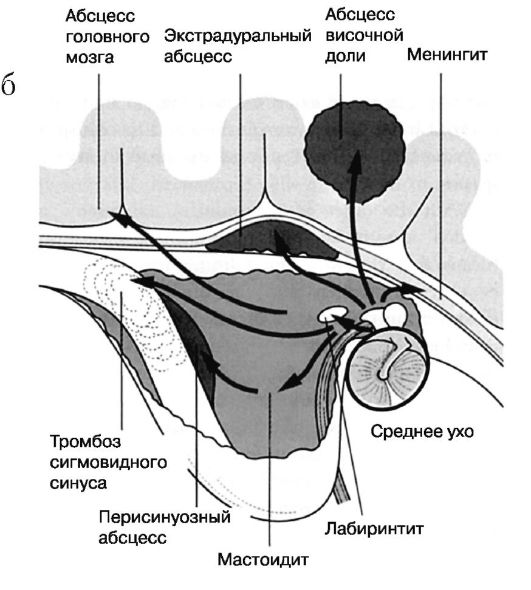 Абсцесс
головного
мозга
Экстрадуральный
абсцесс
Абсцесс
височной
доли
Менингит
б
Среднее ухо
Тромбоз
сигмовидного
синуса
Перисинуозный
абсцесс
Лабиринтит
Мастоидит